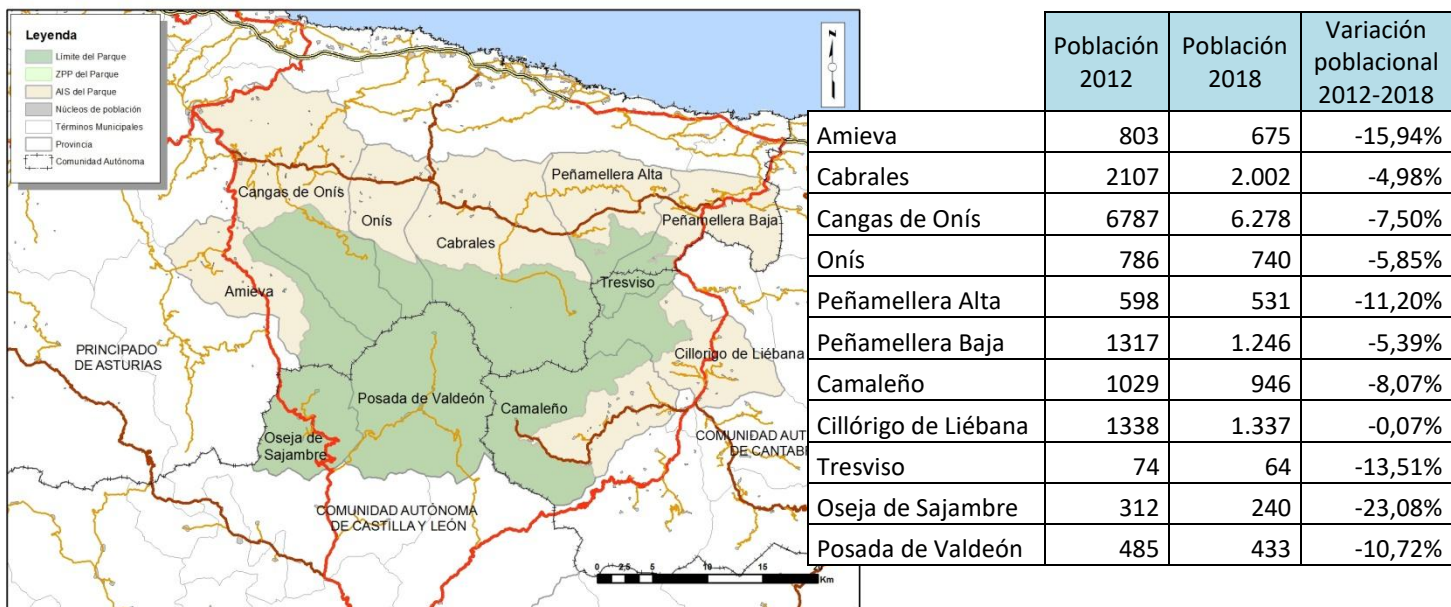 Leyenda
Límite del Parque
ZPP del Parque
AIS del Parque
Núcleos de población
Términos Municipales
Provincia
Comunidad Autónoma
N
Peñamellera Alta
Cangas de Onís
Onís
Peñamellera Baja
Cabrales
Tresviso
Amieva
PRINCIPADO
DE ASTURIAS
Cillorigo de Liébana
Posada de Valdeón
Camaleño
Oseja de
Sajambre
COMUNIDAD AUT
DE CANTAB
COMUNIDAD AUTÓNOMA
DE CASTILLA Y LEÓN
0 2,5 5 10 15
Km
Población 2012 Población 2018 Variación poblacional 2012-2018
Amieva 803 675 -15,94%
Cabrales 2107 2.002 -4,98%
Cangas de Onís 6787 6.278 -7,50%
Onís 786 740 -5,85%
Peñamellera Alta 598 531 -11,20%
Peñamellera Baja 1317 1.246 -5,39%
Camaleño 1029 946 -8,07%
Cillórigo de Liébana 1338 1.337 -0,07%
Tresviso 74 64 -13,51%
Oseja de Sajambre 312 240 -23,08%
Posada de Valdeón 485 433 -10,72%